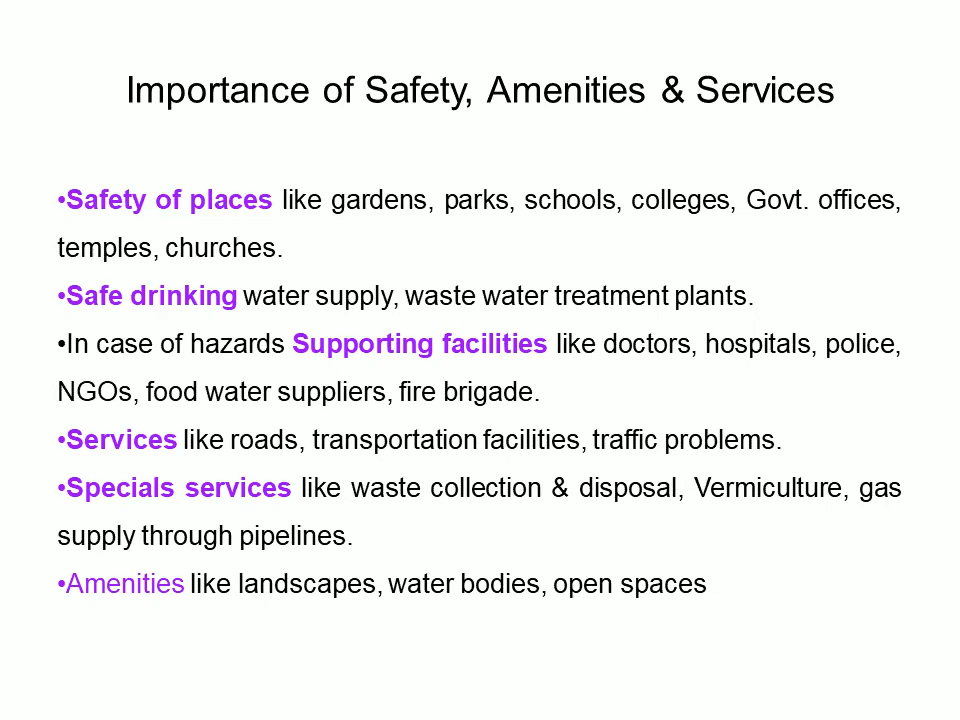 Importance of Safety, Amenities & Services
•Safety of places like gardens, parks, schools, colleges, Govt. offices,
temples, churches.
•Safe drinking water supply, waste water treatment plants.
•In case of hazards Supporting facilities like doctors, hospitals, police,
NGOs, food water suppliers, fire brigade.
•Services like roads, transportation facilities, traffic problems.
•Specials services like waste collection & disposal, Vermiculture, gas
supply through pipelines.
•Amenities like landscapes, water bodies, open spaces